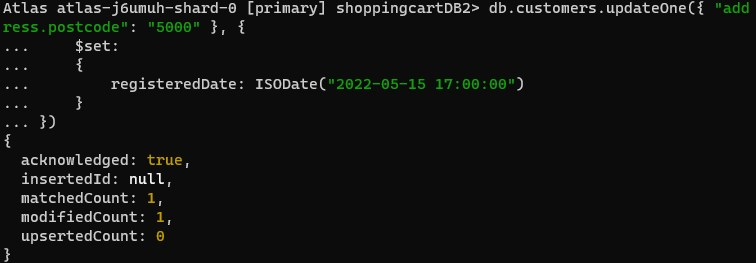 Atlas atlas-j6umuh-shard-0 [primary] shoppingcartDB2> db.customers.updateOne({ "add
ress.postcode": "5000" }, {
...     $set:
...     {
...         registeredDate: ISODate("2022-05-15 17:00:00")
...     }
... })
{
  acknowledged: true,
  insertedId: null,
  matchedCount: 1,
  modifiedCount: 1,
  upsertedCount: 0
}